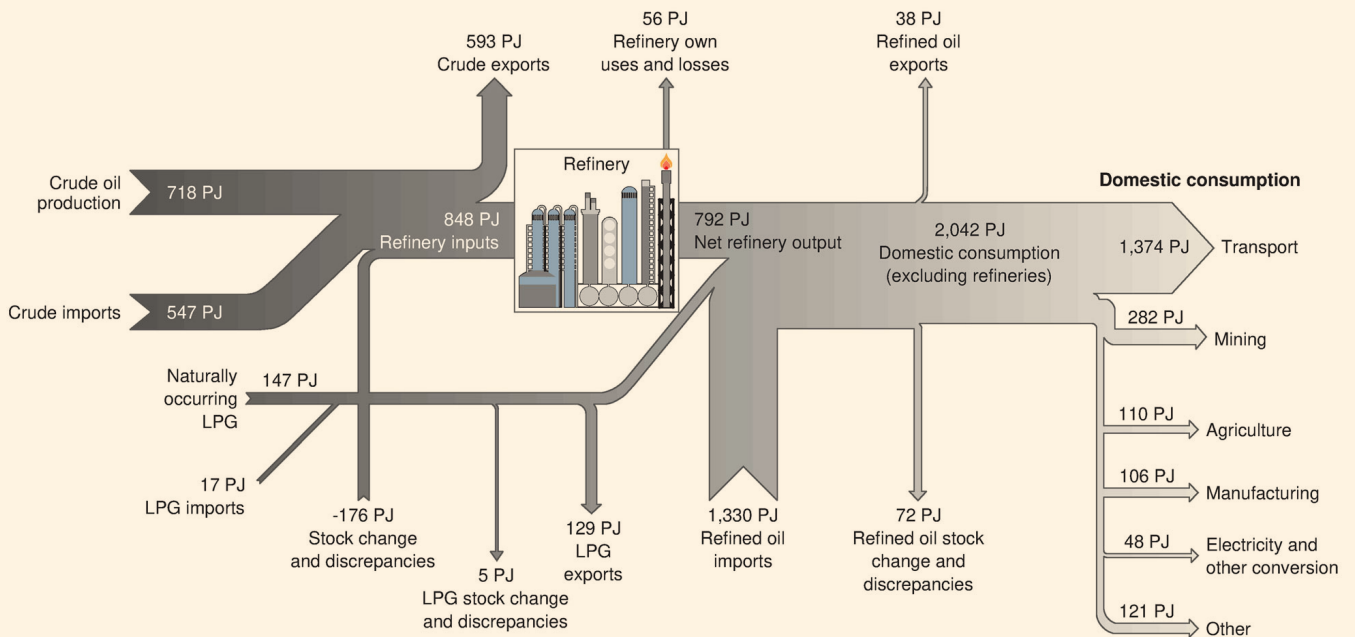 56 PJ
Refinery own
uses and losses
38 PJ
Refined oil
exports
593 PJ
Crude exports
Refinery
Domestic consumption
Crude oil
production
718 PJ
848 PJ
Refinery inputs
792 PJ
Net refinery output
2,042 PJ
Domestic consumption
(excluding refineries)
1,374 PJ
Transport
Crude imports
547 PJ
282 PJ
Mining
Naturally
occurring
LPG
147 PJ
110 PJ
Agriculture
17 PJ
LPG imports
-176 PJ
Stock change
and discrepancies
5 PJ
LPG stock change
and discrepancies
129 PJ
LPG
exports
1,330 PJ
Refined oil
imports
72 PJ
Refined oil stock
change and
discrepancies
106 PJ
Manufacturing
48 PJ
Electricity and
other conversion
121 PJ
Other